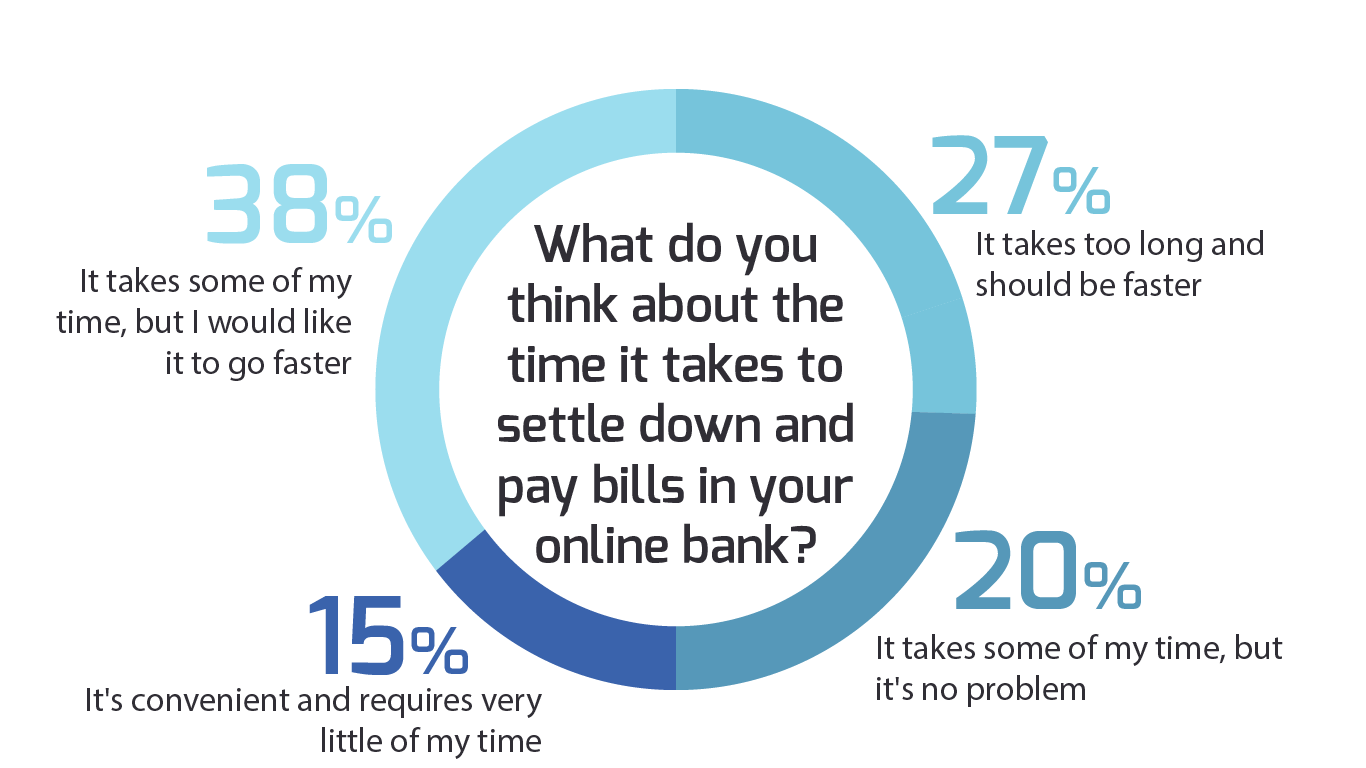 What do you
think about the
time it takes to
settle down and
pay bills in your
online bank?
27%
It takes too long and
should be faster
20%
It takes some of my time, but
it's no problem
15%
It's convenient and requires very
little of my time
38%
It takes some of my
time, but I would like
it to go faster